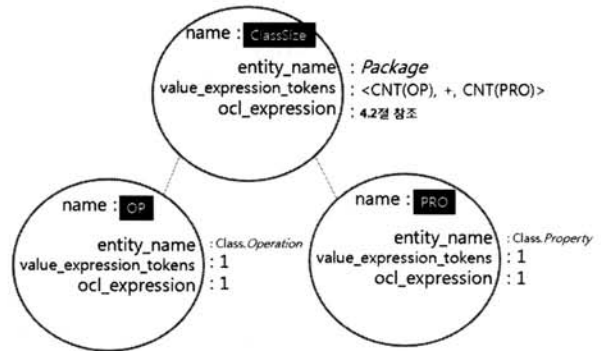 name : ClassSize
entity_name : Package
value_expression_tokens : <CNT(OP), +, CNT(PRO)>
ocl_expression : 4.2절 참조
name : OP
entity_name : Class.Operation
value_expression_tokens : 1
ocl_expression : 1
name : PRO
entity_name : Class.Property
value_expression_tokens : 1
ocl_expression : 1